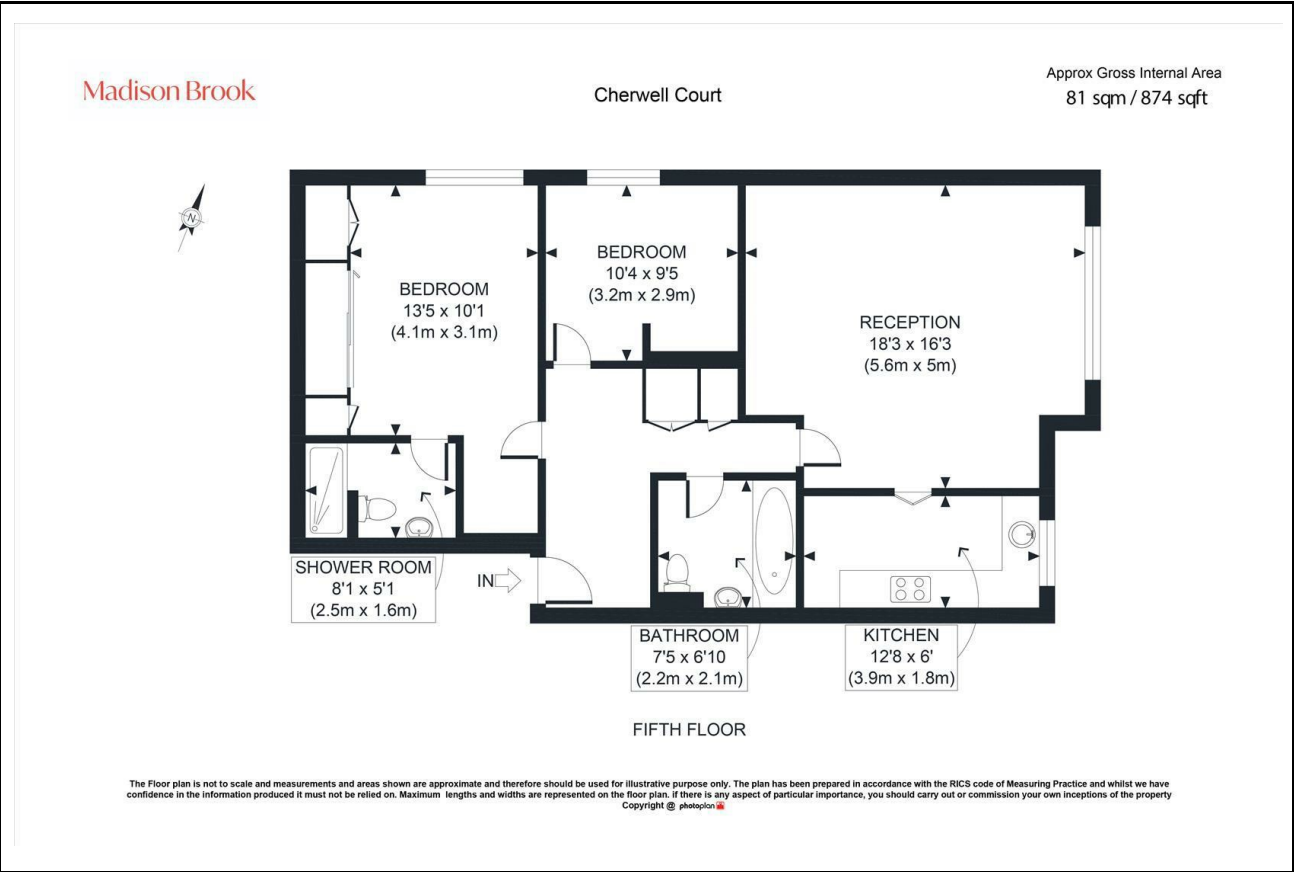 Madison Brook
Cherwell Court
Approx Gross Internal Area
81 sqm / 874 sqft
N
BEDROOM
13'5 x 10'1
(4.1m x 3.1m)
BEDROOM
10'4 x 9'5
(3.2m x 2.9m)
RECEPTION
18'3 x 16'3
(5.6m x 5m)
SHOWER ROOM
8'1 x 5'1
(2.5m x 1.6m)
IN
BATHROOM
7'5 x 6'10
(2.2m x 2.1m)
KITCHEN
12'8 x 6'
(3.9m x 1.8m)
FIFTH FLOOR
The Floor plan is not to scale and measurements and areas shown are approximate and therefore should be used for illustrative purpose only. The plan has been prepared in accordance with the RICS code of Measuring Practice and whilst we have
confidence in the information produced it must not be relied on. Maximum lengths and widths are represented on the floor plan. if there is any aspect of particular importance, you should carry out or commission your own inceptions of the property
Copyright @ photoplan